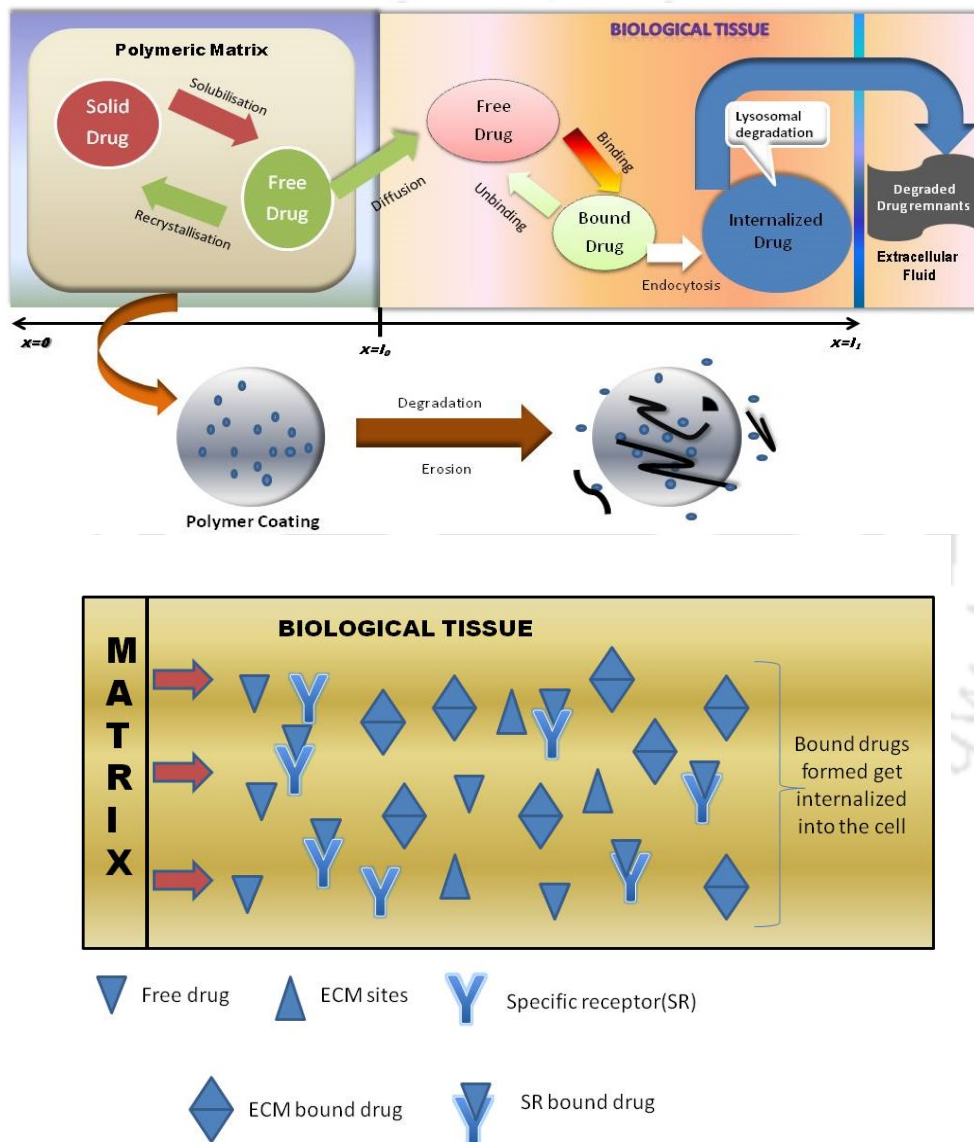 BIOLOGICAL TISSUE
Polymeric Matrix
Solid
Drug
Solubilisation
Free
Drug
Recrystallisation
Diffusion
Free
Drug
Binding
Unbinding
Bound
Drug
Endocytosis
Lysosomal
degradation
Internalized
Drug
Degraded
Drug remnants
Extracellular
Fluid
x=0
x=l₀
x=l₁
Degradation
Erosion
Polymer Coating
MATRIX
BIOLOGICAL TISSUE
Bound drugs
formed get
internalized
into the cell
Free drug
ECM sites
Specific receptor(SR)
ECM bound drug
SR bound drug